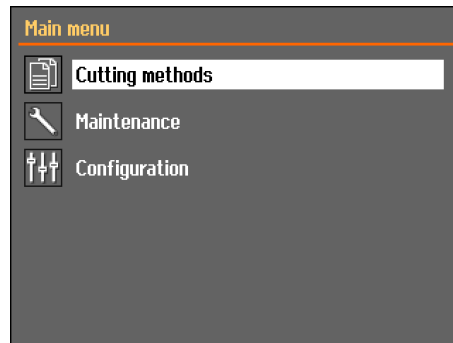 Main menu
Cutting methods
Maintenance
Configuration